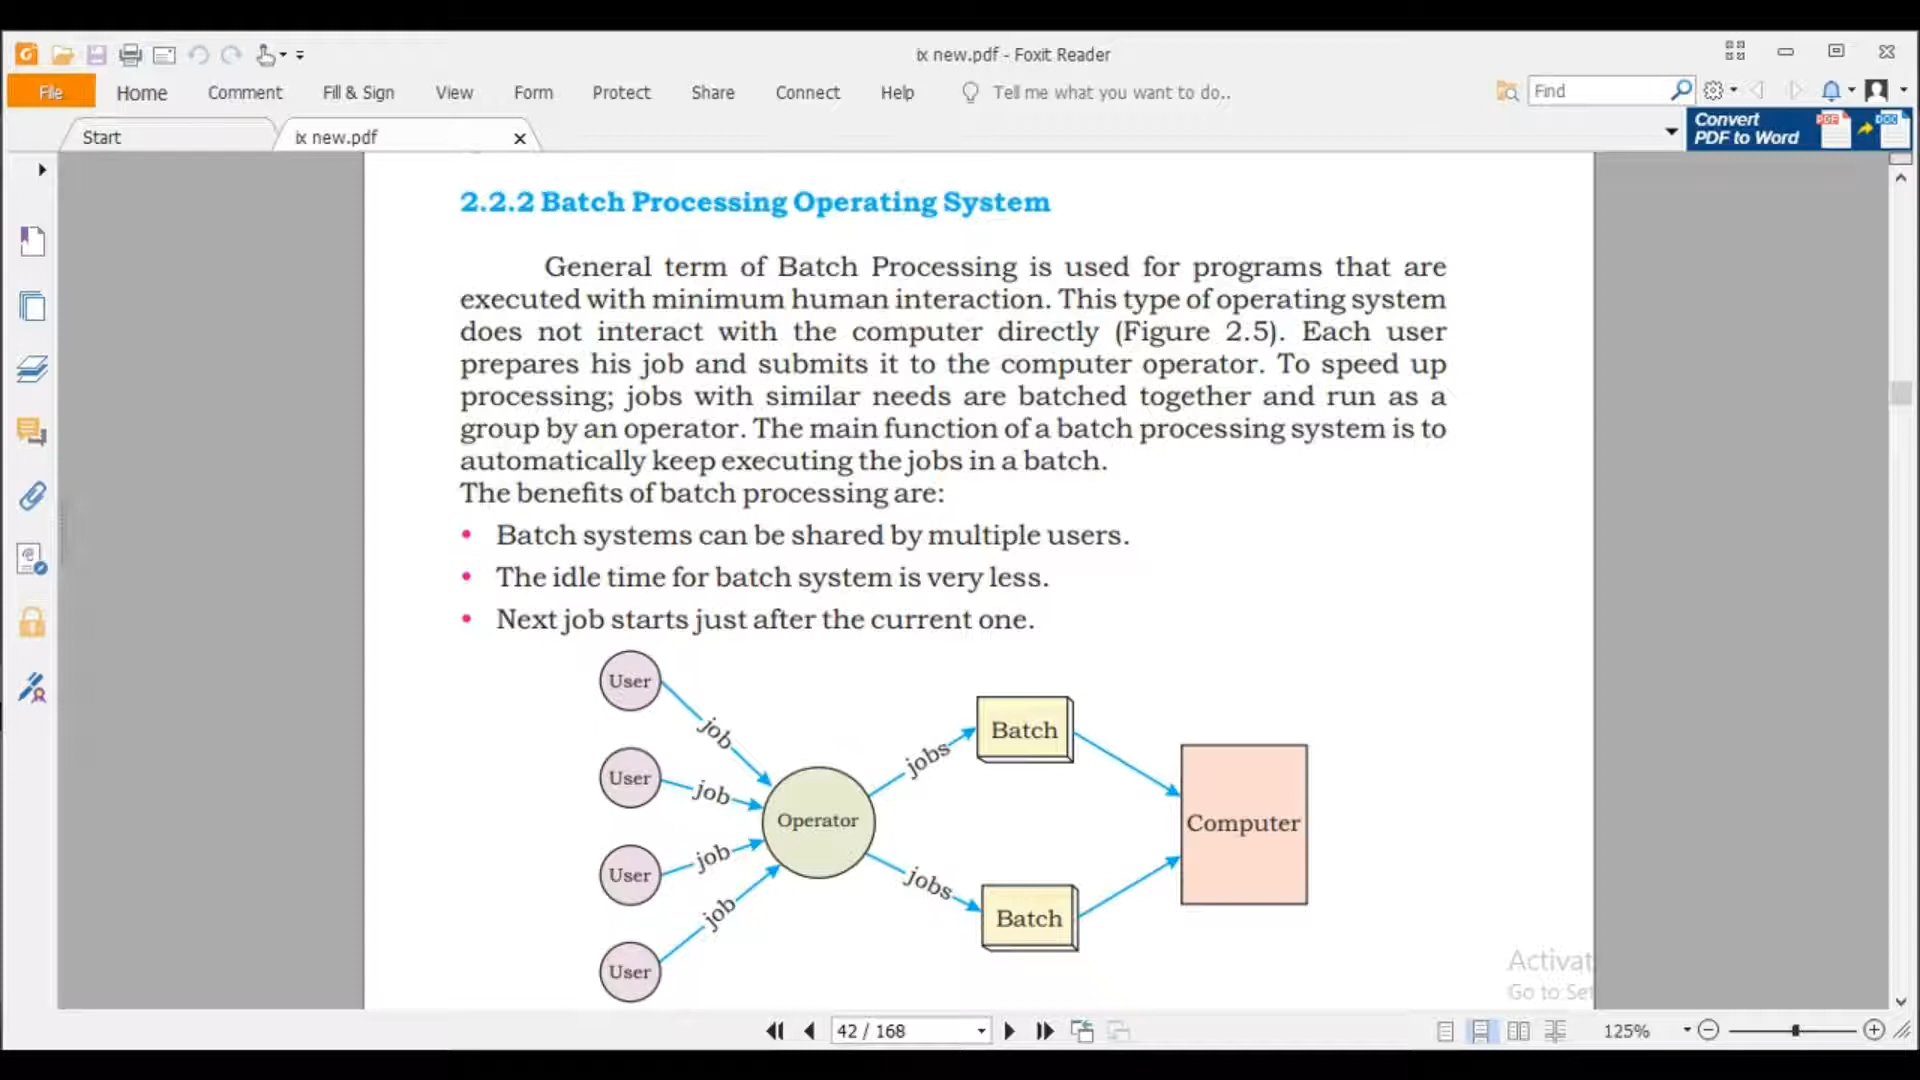 ix new.pdf - Foxit Reader
File Home Comment Fill & Sign View Form Protect Share Connect Help Tell me what you want to do.. Find
Start ix new.pdf
Convert
PDF to Word
2.2.2 Batch Processing Operating System
General term of Batch Processing is used for programs that are
executed with minimum human interaction. This type of operating system
does not interact with the computer directly (Figure 2.5). Each user
prepares his job and submits it to the computer operator. To speed up
processing; jobs with similar needs are batched together and run as a
group by an operator. The main function of a batch processing system is to
automatically keep executing the jobs in a batch.
The benefits of batch processing are:
• Batch systems can be shared by multiple users.
• The idle time for batch system is very less.
• Next job starts just after the current one.
User
job
jobs
Batch
User
job
Operator
Computer
User
job
jobs
Batch
User
job
Activat
Go to Set
42 / 168
125%